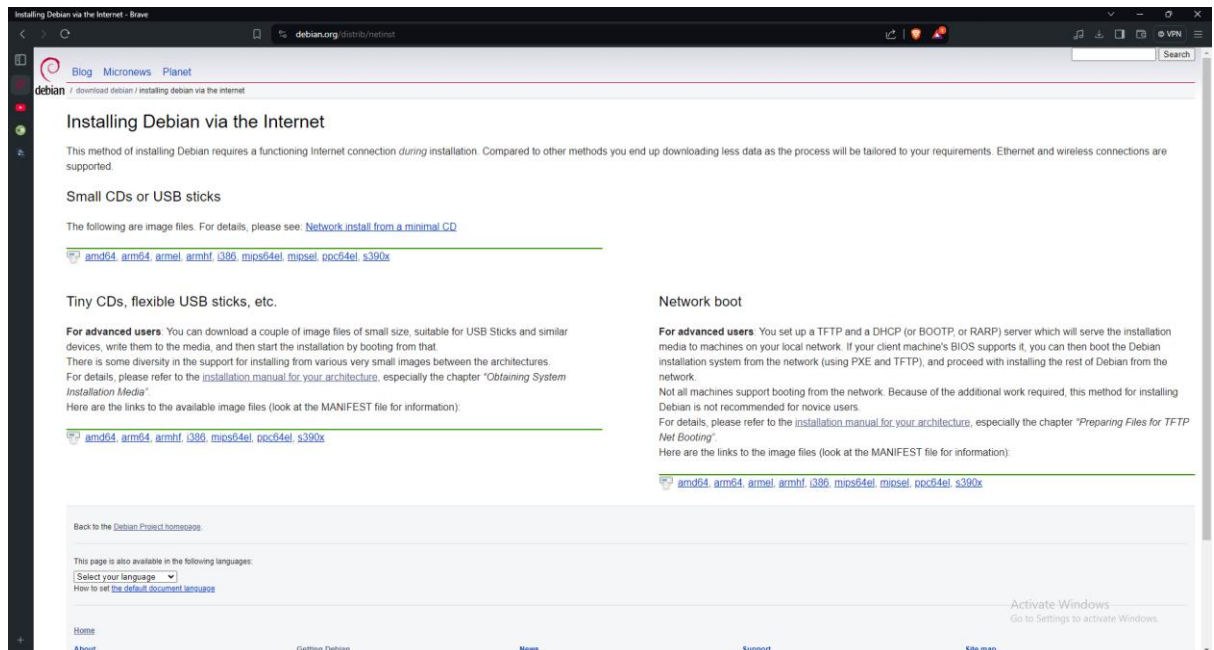 Installing Debian via the Internet - Brave
debian.org/distrib/netinst
VPN
Search
Blog Micronews Planet
debian / download debian / installing debian via the internet
Installing Debian via the Internet
This method of installing Debian requires a functioning Internet connection during installation. Compared to other methods you end up downloading less data as the process will be tailored to your requirements. Ethernet and wireless connections are
supported.
Small CDs or USB sticks
The following are image files. For details, please see: Network install from a minimal CD
amd64, arm64, armel, armhf, i386, mips64el, mipsel, ppc64el, s390x
Tiny CDs, flexible USB sticks, etc.
For advanced users: You can download a couple of image files of small size, suitable for USB Sticks and similar
devices, write them to the media, and then start the installation by booting from that.
There is some diversity in the support for installing from various very small images between the architectures.
For details, please refer to the installation manual for your architecture, especially the chapter “Obtaining System
Installation Media”.
Here are the links to the available image files (look at the MANIFEST file for information):
amd64, arm64, armhf, i386, mips64el, ppc64el, s390x
Network boot
For advanced users: You set up a TFTP and a DHCP (or BOOTP, or RARP) server which will serve the installation
media to machines on your local network. If your client machine's BIOS supports it, you can then boot the Debian
installation system from the network (using PXE and TFTP), and proceed with installing the rest of Debian from the
network.
Not all machines support booting from the network. Because of the additional work required, this method for installing
Debian is not recommended for novice users.
For details, please refer to the installation manual for your architecture, especially the chapter “Preparing Files for TFTP
Net Booting”.
Here are the links to the image files (look at the MANIFEST file for information):
amd64, arm64, armel, armhf, i386, mips64el, mipsel, ppc64el, s390x
Back to the Debian Project homepage.
This page is also available in the following languages:
Select your language
How to set the default document language
Activate Windows
Go to Settings to activate Windows.
Home
About Getting Debian News Support Site map